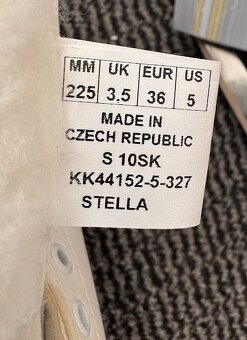 MM UK EUR US
225 3,5 36 5
MADE IN
CZECH REPUBLIC
S 10SK
KK44152-5-327
STELLA